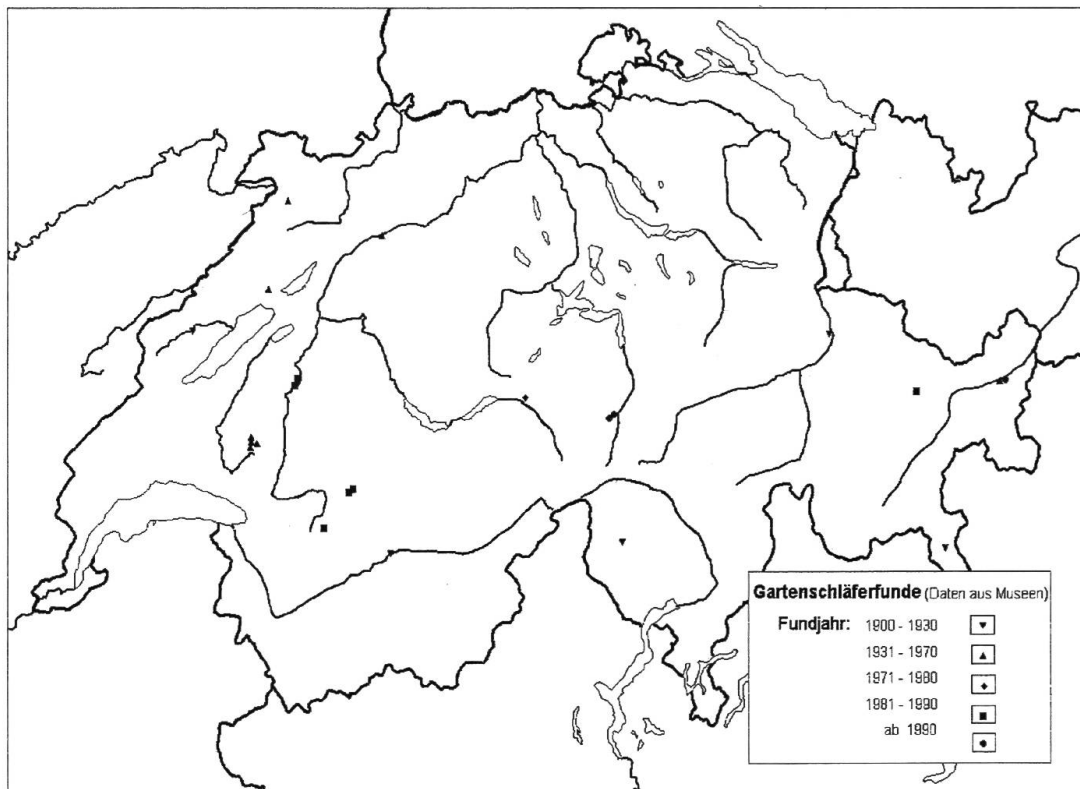 Gartenschläferfunde (Daten aus Museen)
Fundjahr: 1900 - 1930
1931 - 1970
1971 - 1980
1981 - 1990
ab 1990